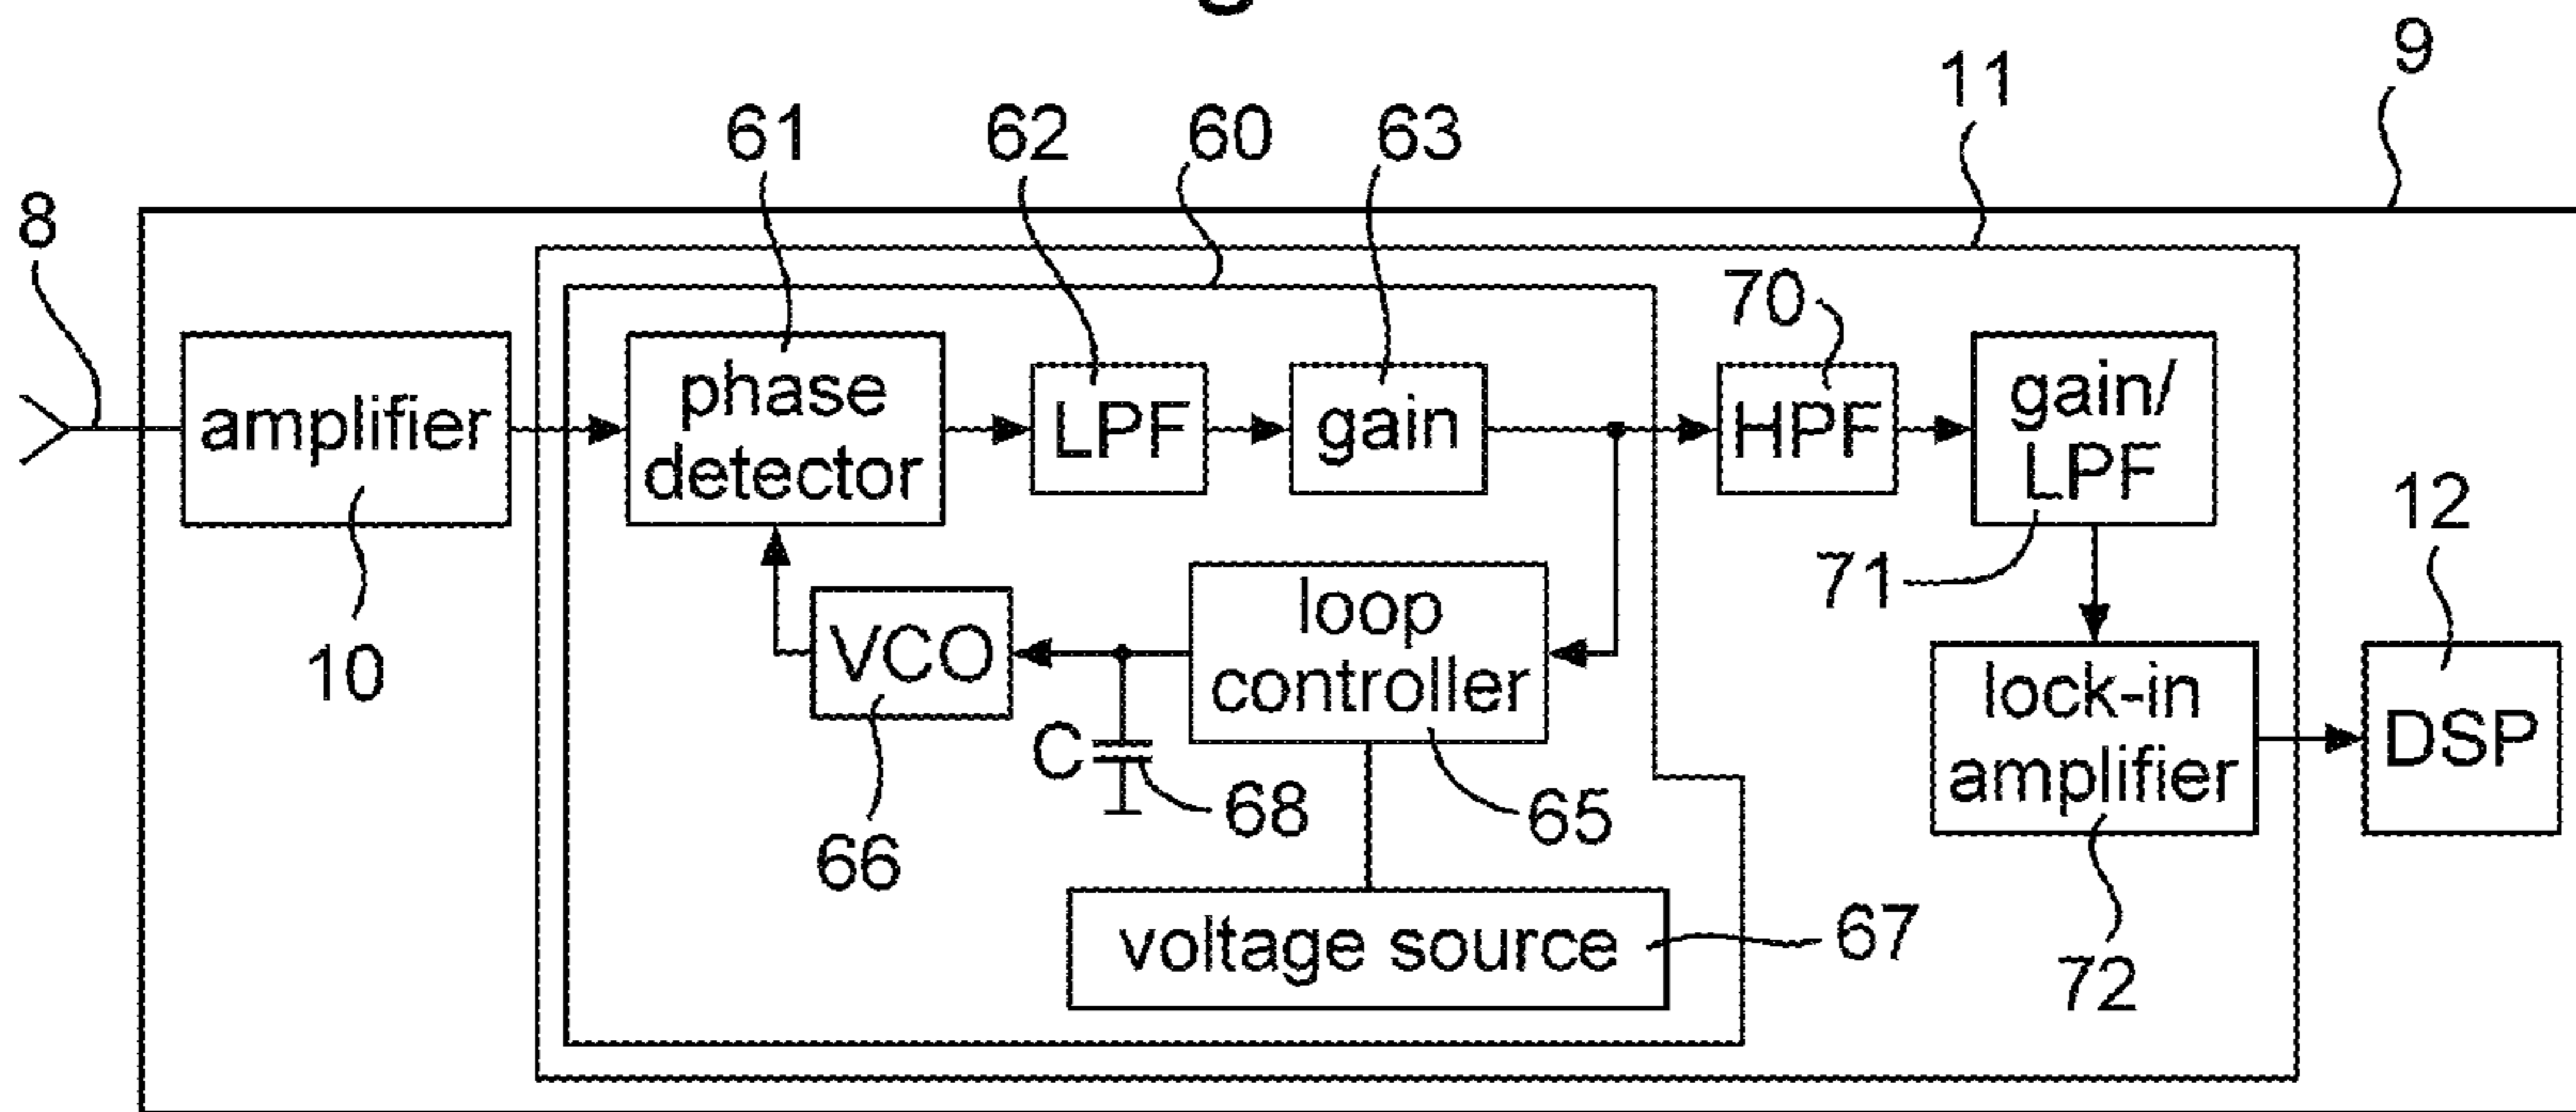 9
11
61
62
60
63
8
70
amplifier
phase
detector
LPF
gain
HPF
gain/
LPF
12
71
10
VCO
loop
controller
lock-in
amplifier
DSP
C
68
65
66
voltage source
67
72